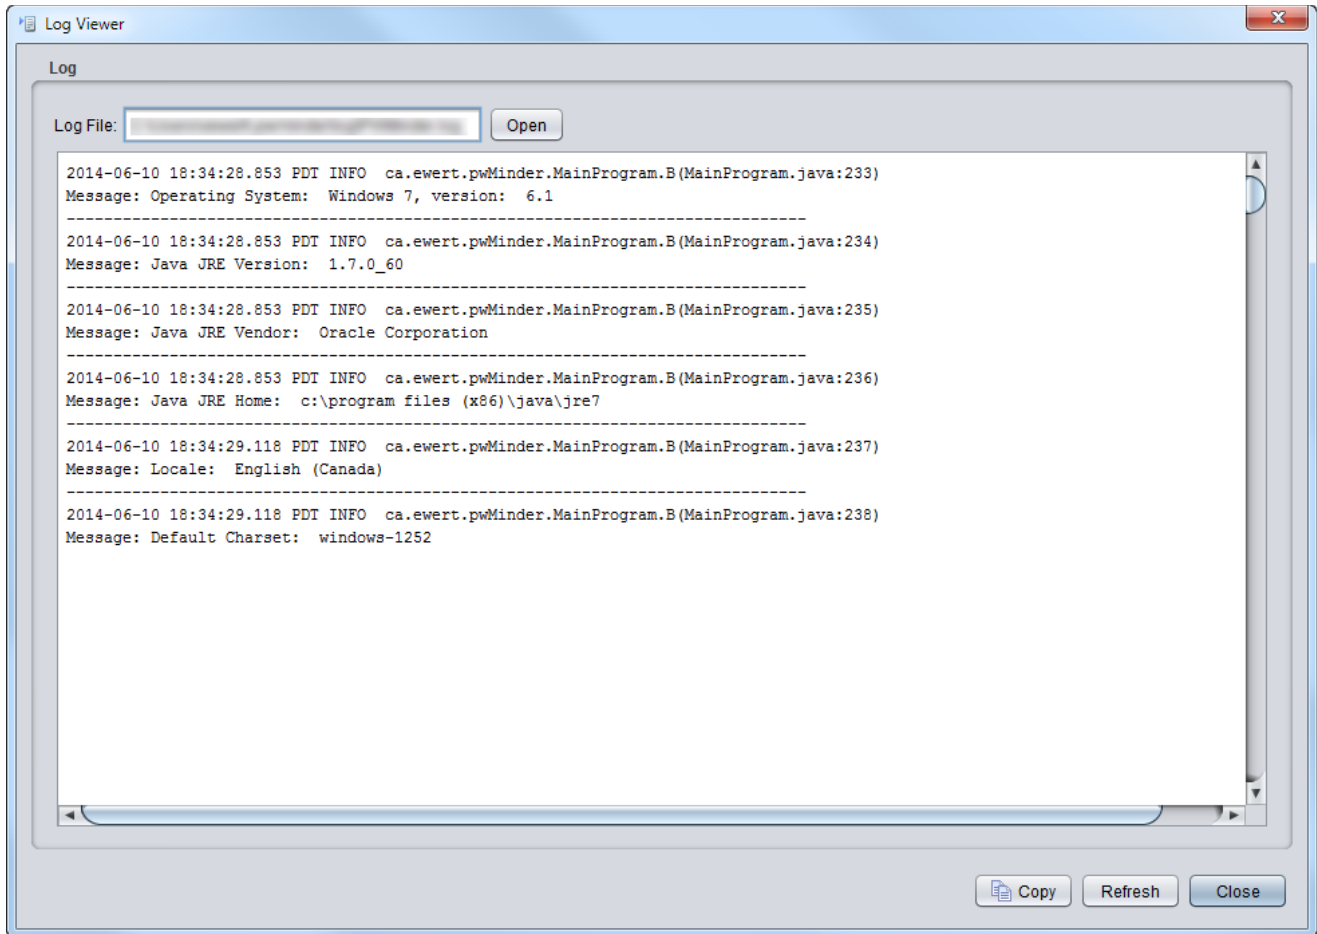 Log Viewer
Log
Log File:
Open
2014-06-10 18:34:28.853 PDT INFO  ca.ewert.pwMinder.MainProgram.B(MainProgram.java:233)
Message: Operating System:  Windows 7, version:  6.1
-------------------------------------------------------------------------------
2014-06-10 18:34:28.853 PDT INFO  ca.ewert.pwMinder.MainProgram.B(MainProgram.java:234)
Message: Java JRE Version:  1.7.0_60
-------------------------------------------------------------------------------
2014-06-10 18:34:28.853 PDT INFO  ca.ewert.pwMinder.MainProgram.B(MainProgram.java:235)
Message: Java JRE Vendor:  Oracle Corporation
-------------------------------------------------------------------------------
2014-06-10 18:34:28.853 PDT INFO  ca.ewert.pwMinder.MainProgram.B(MainProgram.java:236)
Message: Java JRE Home:  c:\program files (x86)\java\jre7
-------------------------------------------------------------------------------
2014-06-10 18:34:29.118 PDT INFO  ca.ewert.pwMinder.MainProgram.B(MainProgram.java:237)
Message: Locale:  English (Canada)
-------------------------------------------------------------------------------
2014-06-10 18:34:29.118 PDT INFO  ca.ewert.pwMinder.MainProgram.B(MainProgram.java:238)
Message: Default Charset:  windows-1252
Copy
Refresh
Close